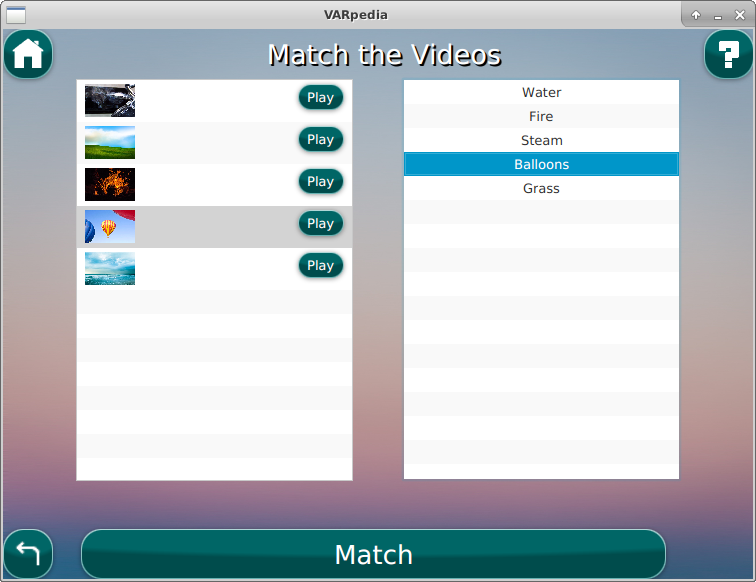 VARpedia
Match the Videos
Play
Play
Play
Play
Play
Water
Fire
Steam
Balloons
Grass
Match